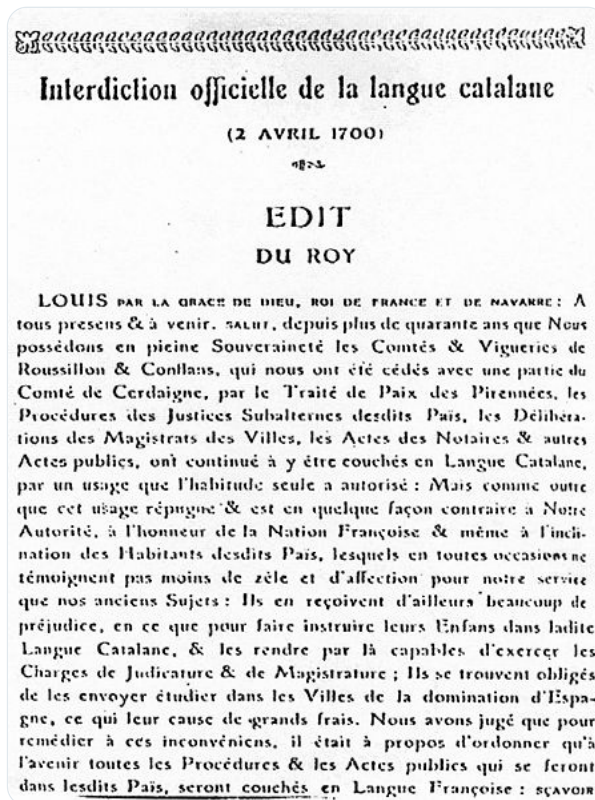 Interdiction officielle de la langue catalane
(2 AVRIL 1700)
EDIT
DU ROY
LOUIS PAR LA GRACE DE DIEU, ROI DE FRANCE ET DE NAVARRE : A
tous presens & à venir. SALUT, depuis plus de quarante ans que Nous
possédons en pleine Souveraineté les Comtés & Vigueries de
Roussillon & Conflans, qui nous ont été cédés avec une partie du
Comté de Cerdaigne, par le Traité de Paix des Pirennées, les
Procédures des Justices Subalternes desdits Païs, les Délibéra-
tions des Magistrats des Villes, les Actes des Notaires & autres
Actes publics, ont continué à y être couchés en Langue Catalane,
par un usage que l'habitude seule a autorisé : Mais comme outre
que cet usage répugne & est en quelque façon contraire à Notre
Autorité, à l'honneur de la Nation Françoise & même à l'incli-
nation des Habitants desdits Païs, lesquels en toutes occasions ne
témoignent pas moins de zèle et d'affection pour notre service
que nos anciens Sujets : Ils en reçoivent d'ailleurs beaucoup de
préjudice, en ce que pour faire instruire leurs Enfans dans ladite
Langue Catalane, & les rendre par là capables d'exercer les
Charges de Judicature & de Magistrature ; Ils se trouvent obligés
de les envoyer étudier dans les Villes de la domination d'Espa-
gne, ce qui leur cause de grands frais. Nous avons jugé que pour
remédier à ces inconvéniens, il était à propos d'ordonner qu'à
l'avenir toutes les Procédures & les Actes publics qui se feront
dans lesdits Païs, seront couchés en Langue Françoise : SÇAVOIR